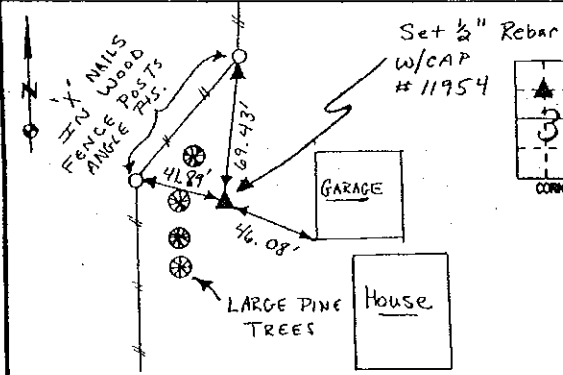 Set ½" Rebar
W/CAP
# 11954
N
'X' NAILS
IN WOOD
FENCE POSTS
ANGLE PTS.
69.43'
41.89'
46.08'
GARAGE
3
LARGE PINE
TREES
House